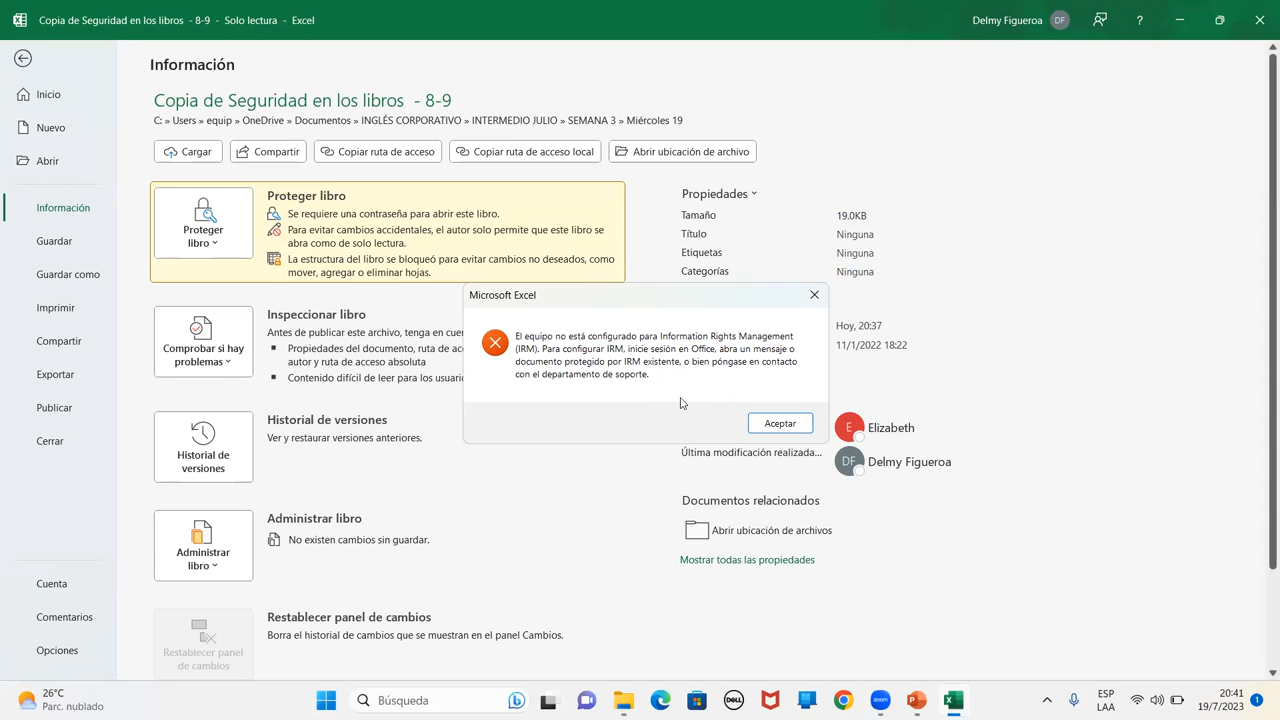 Copia de Seguridad en los libros - 8-9 - Solo lectura - Excel
Delmy Figueroa DF
?
Inicio
Nuevo
Abrir
Información
Guardar
Guardar como
Imprimir
Compartir
Exportar
Publicar
Cerrar
Cuenta
Comentarios
Opciones
Información
Copia de Seguridad en los libros - 8-9
C: » Users » equip » OneDrive » Documentos » INGLÉS CORPORATIVO » INTERMEDIO JULIO » SEMANA 3 » Miércoles 19
Cargar
Compartir
Copiar ruta de acceso
Copiar ruta de acceso local
Abrir ubicación de archivo
Proteger
libro
Proteger libro
Se requiere una contraseña para abrir este libro.
Para evitar cambios accidentales, el autor solo permite que este libro se
abra como de solo lectura.
La estructura del libro se bloqueó para evitar cambios no deseados, como
mover, agregar o eliminar hojas.
Comprobar si hay
problemas
Inspeccionar libro
Antes de publicar este archivo, tenga en cuen
Propiedades del documento, ruta de ac
autor y ruta de acceso absoluta
Contenido difícil de leer para los usuario
Historial de
versiones
Historial de versiones
Ver y restaurar versiones anteriores.
Administrar
libro
Administrar libro
No existen cambios sin guardar.
Restablecer panel
de cambios
Restablecer panel de cambios
Borra el historial de cambios que se muestran en el panel Cambios.
Propiedades
Tamaño 19.0KB
Título Ninguna
Etiquetas Ninguna
Categorías Ninguna
Hoy, 20:37
11/1/2022 18:22
E Elizabeth
Última modificación realizada...
DF Delmy Figueroa
Documentos relacionados
Abrir ubicación de archivos
Mostrar todas las propiedades
Microsoft Excel
El equipo no está configurado para Information Rights Management
(IRM). Para configurar IRM, inicie sesión en Office, abra un mensaje o
documento protegido por IRM existente, o bien póngase en contacto
con el departamento de soporte.
Aceptar
26°C
Parc. nublado
Búsqueda
DELL
zoom
ESP
LAA
20:41
19/7/2023
1